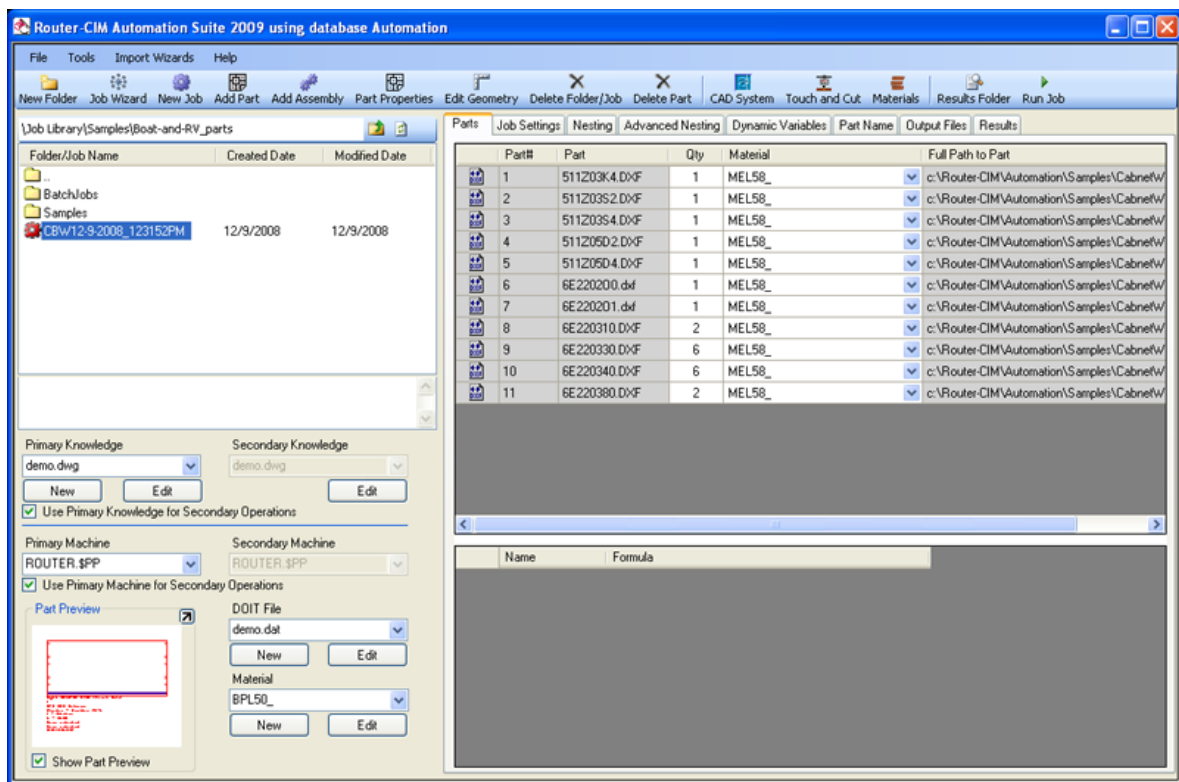 Router-CIM Automation Suite 2009 using database Automation
File Tools Import Wizards Help
New Folder Job Wizard New Job Add Part Add Assembly Part Properties Edit Geometry Delete Folder/Job Delete Part CAD System Touch and Cut Materials Results Folder Run Job
\Job Library\Samples\Boat-and-RV_parts
Folder/Job Name Created Date Modified Date
..
BatchJobs
Samples
CBW12-9-2008_123152PM 12/9/2008 12/9/2008
Primary Knowledge Secondary Knowledge
demo.dwg demo.dwg
New Edit Edit
Use Primary Knowledge for Secondary Operations
Primary Machine Secondary Machine
ROUTER.$PP ROUTER.$PP
Use Primary Machine for Secondary Operations
Part Preview
DOIT File
demo.dat
New Edit
Material
BPL50_
New Edit
Show Part Preview
Parts Job Settings Nesting Advanced Nesting Dynamic Variables Part Name Output Files Results
Part# Part Qty Material Full Path to Part
1 511Z03K4.DXF 1 MEL58_ c:\Router-CIM\Automation\Samples\CabnetW
2 511Z03S2.DXF 1 MEL58_ c:\Router-CIM\Automation\Samples\CabnetW
3 511Z03S4.DXF 1 MEL58_ c:\Router-CIM\Automation\Samples\CabnetW
4 511Z05D2.DXF 1 MEL58_ c:\Router-CIM\Automation\Samples\CabnetW
5 511Z05D4.DXF 1 MEL58_ c:\Router-CIM\Automation\Samples\CabnetW
6 6E220200.dxf 1 MEL58_ c:\Router-CIM\Automation\Samples\CabnetW
7 6E220201.dxf 1 MEL58_ c:\Router-CIM\Automation\Samples\CabnetW
8 6E220310.DXF 2 MEL58_ c:\Router-CIM\Automation\Samples\CabnetW
9 6E220330.DXF 6 MEL58_ c:\Router-CIM\Automation\Samples\CabnetW
10 6E220340.DXF 6 MEL58_ c:\Router-CIM\Automation\Samples\CabnetW
11 6E220380.DXF 2 MEL58_ c:\Router-CIM\Automation\Samples\CabnetW
Name Formula